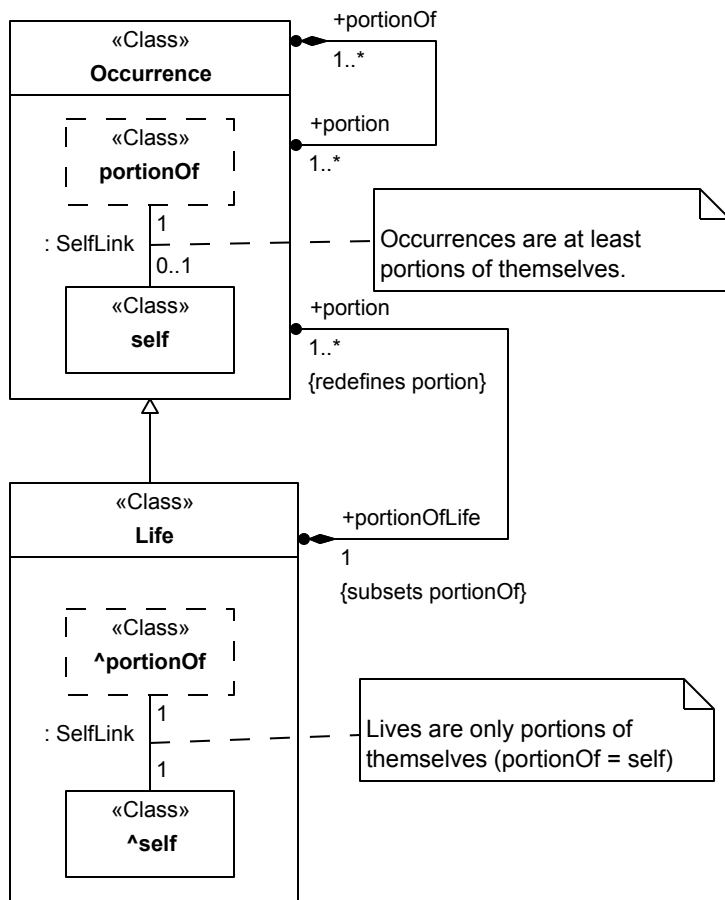 «Class»
Occurrence
+portionOf
1..*
«Class»
portionOf
+portion
1..*
1
: SelfLink
0..1
Occurrences are at least
portions of themselves.
«Class»
self
+portion
1..*
{redefines portion}
«Class»
Life
+portionOfLife
1
{subsets portionOf}
«Class»
^portionOf
1
: SelfLink
1
Lives are only portions of
themselves (portionOf = self)
«Class»
^self